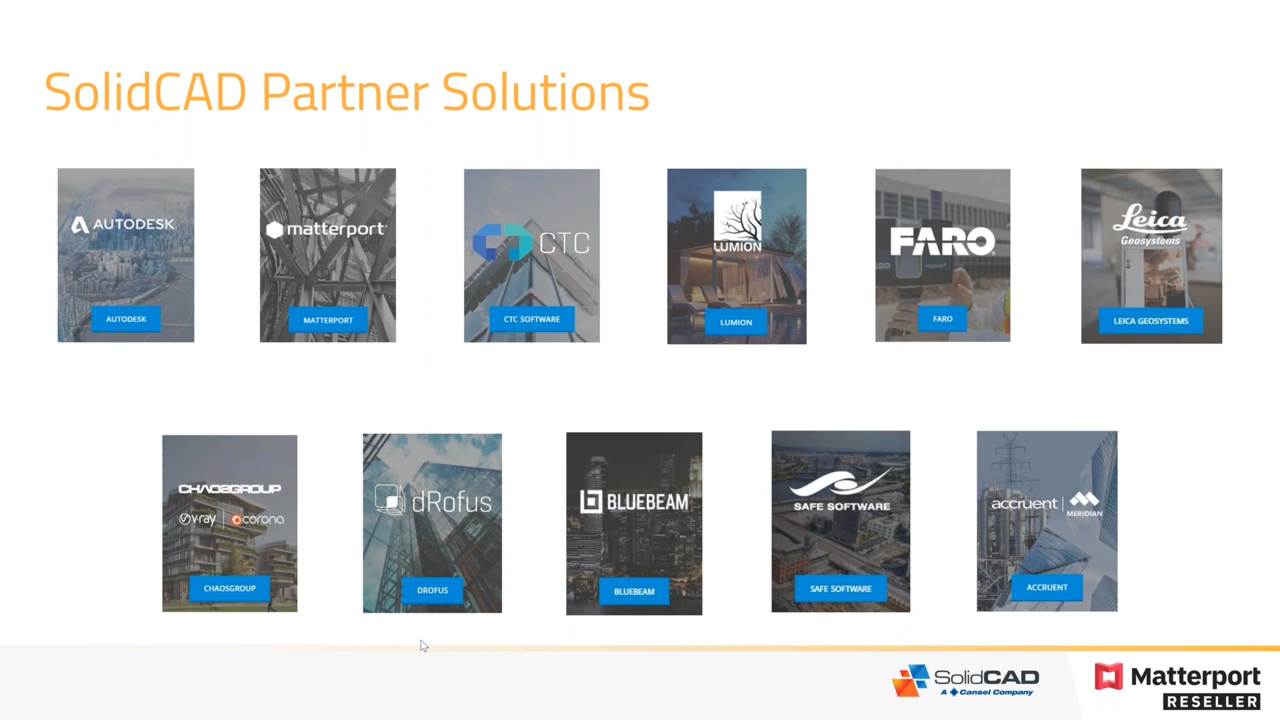 SolidCAD Partner Solutions
AUTODESK
AUTODESK
matterport
MATTERPORT
CTC
CTC SOFTWARE
LUMION
LUMION
FARO
FARO
Leica
Geosystems
LEICA GEOSYSTEMS
CHAOSGROUP
v-ray | corona
CHAOSGROUP
dRofus
DROFUS
BLUEBEAM
BLUEBEAM
SAFE SOFTWARE
SAFE SOFTWARE
accruent | MERIDIAN
ACCRUENT
SolidCAD
A Cansel Company
Matterport
RESELLER